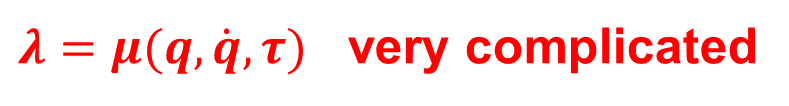 λ = μ(q, q̇, τ) very complicated